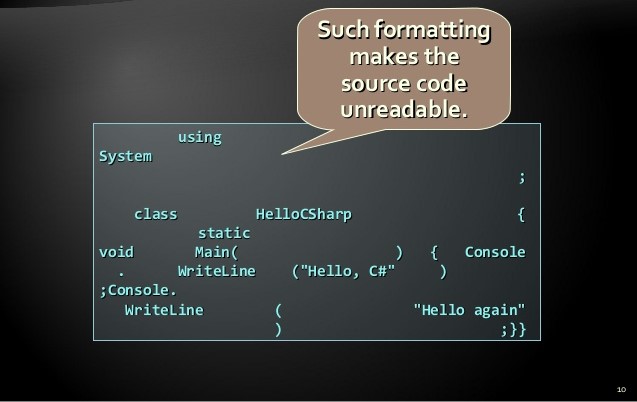 Such formatting
makes the
source code
unreadable.
using
System
;
class HelloCSharp {
static
void Main( ) { Console
. WriteLine ("Hello, C#" )
;Console.
WriteLine ( "Hello again"
) ;}}
10